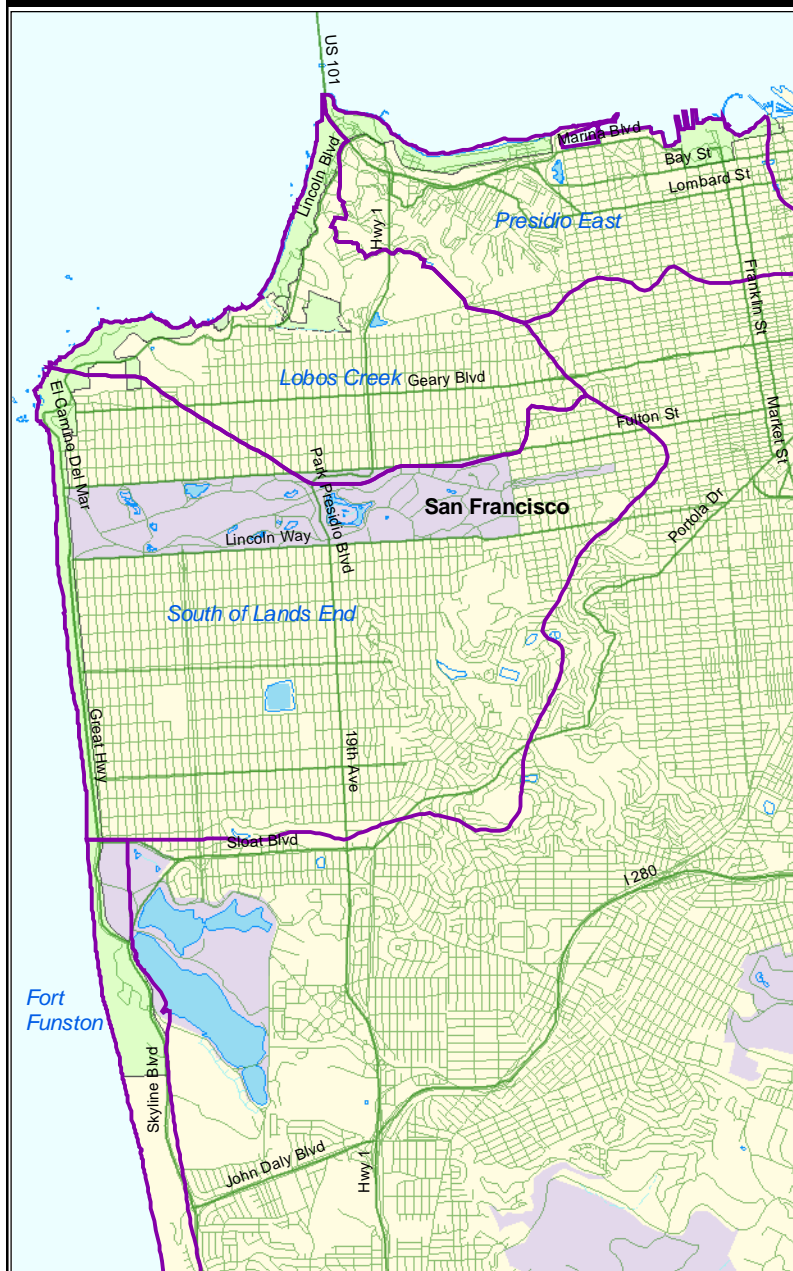 US 101
Marina Blvd
Bay St
Lombard St
Lincoln Blvd
Hwy 1
Presidio East
Franklin St
Lobos Creek
Geary Blvd
El Camino Del Mar
Fulton St
Market St
Park Presidio Blvd
San Francisco
Portola Dr
Lincoln Way
South of Lands End
Great Hwy
19th Ave
Sloat Blvd
I 280
Fort
Funston
Skyline Blvd
John Daly Blvd
Hwy 1